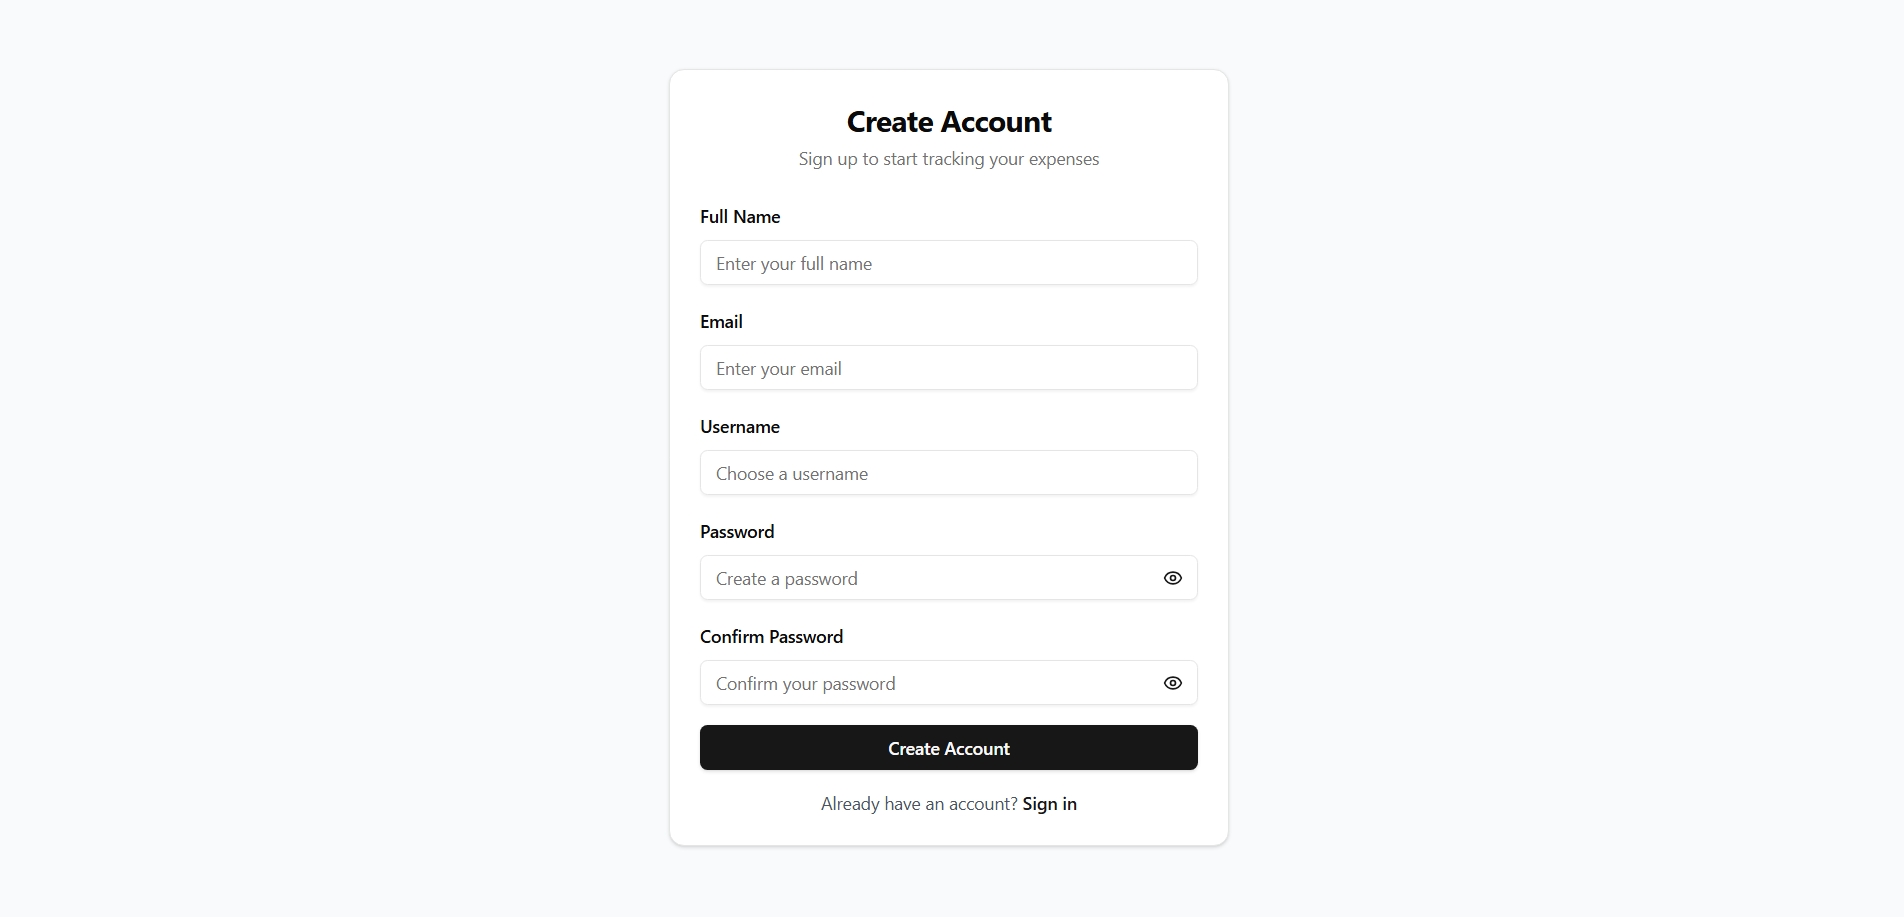 Create Account
Sign up to start tracking your expenses
Full Name
Enter your full name
Email
Enter your email
Username
Choose a username
Password
Create a password
Confirm Password
Confirm your password
Create Account
Already have an account? Sign in